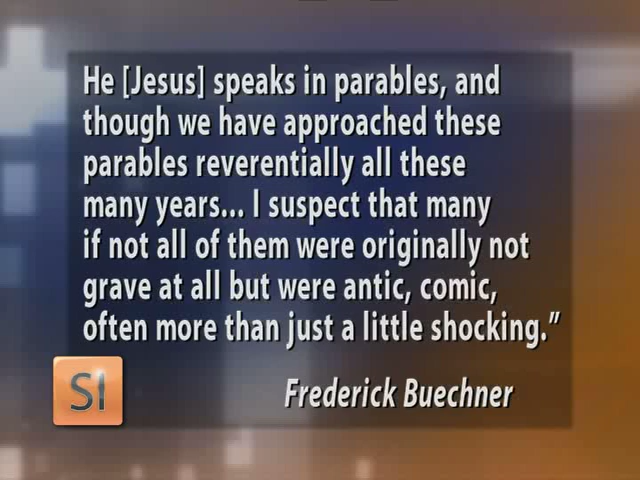 He [Jesus] speaks in parables, and
though we have approached these
parables reverentially all these
many years... I suspect that many
if not all of them were originally not
grave at all but were antic, comic,
often more than just a little shocking.”
SI
Frederick Buechner